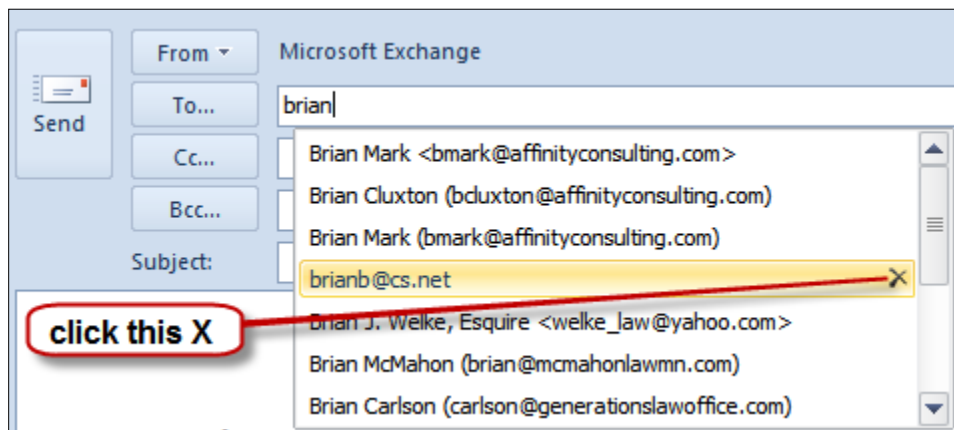 From
Microsoft Exchange
Send
To...
brian
Cc...
Brian Mark <bmark@affinityconsulting.com>
Brian Cluxton (bcluxton@affinityconsulting.com)
Bcc...
Brian Mark (bmark@affinityconsulting.com)
Subject:
brianb@cs.net
click this X
Brian J. Welke, Esquire <welke_law@yahoo.com>
Brian McMahon (brian@mcmahonlawmn.com)
Brian Carlson (carlson@generationslawoffice.com)